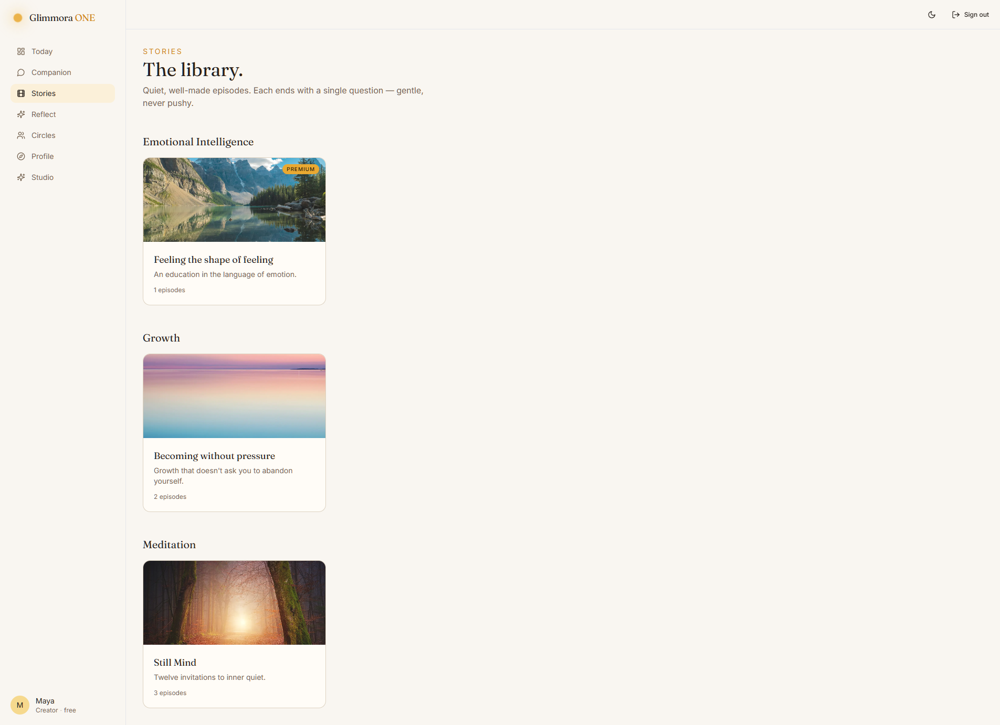 Glimmora ONE
Today
Companion
Stories
Reflect
Circles
Profile
Studio
Maya
M
Creator · free
Sign out
STORIES
The library.
Quiet, well-made episodes. Each ends with a single question — gentle,
never pushy.
Emotional Intelligence
PREMIUM
Feeling the shape of feeling
An education in the language of emotion.
1 episodes
Growth
Becoming without pressure
Growth that doesn't ask you to abandon
yourself.
2 episodes
Meditation
Still Mind
Twelve invitations to inner quiet.
3 episodes